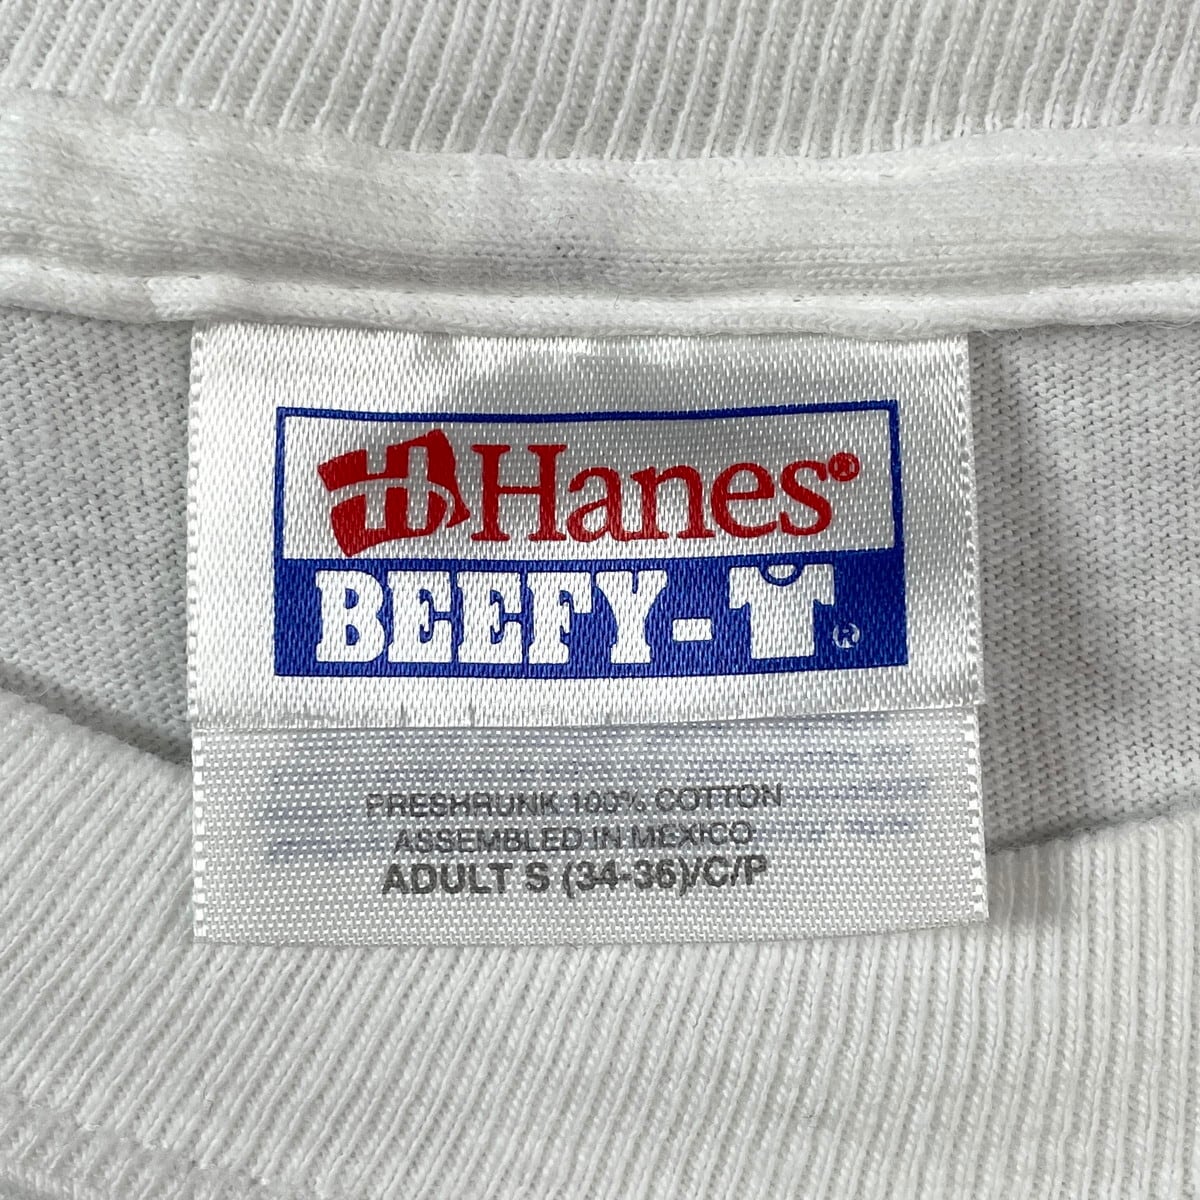 Hanes®
BEEFY-T®
PRESHRUNK 100% COTTON
ASSEMBLED IN MEXICO
ADULT S (34-36)/C/P